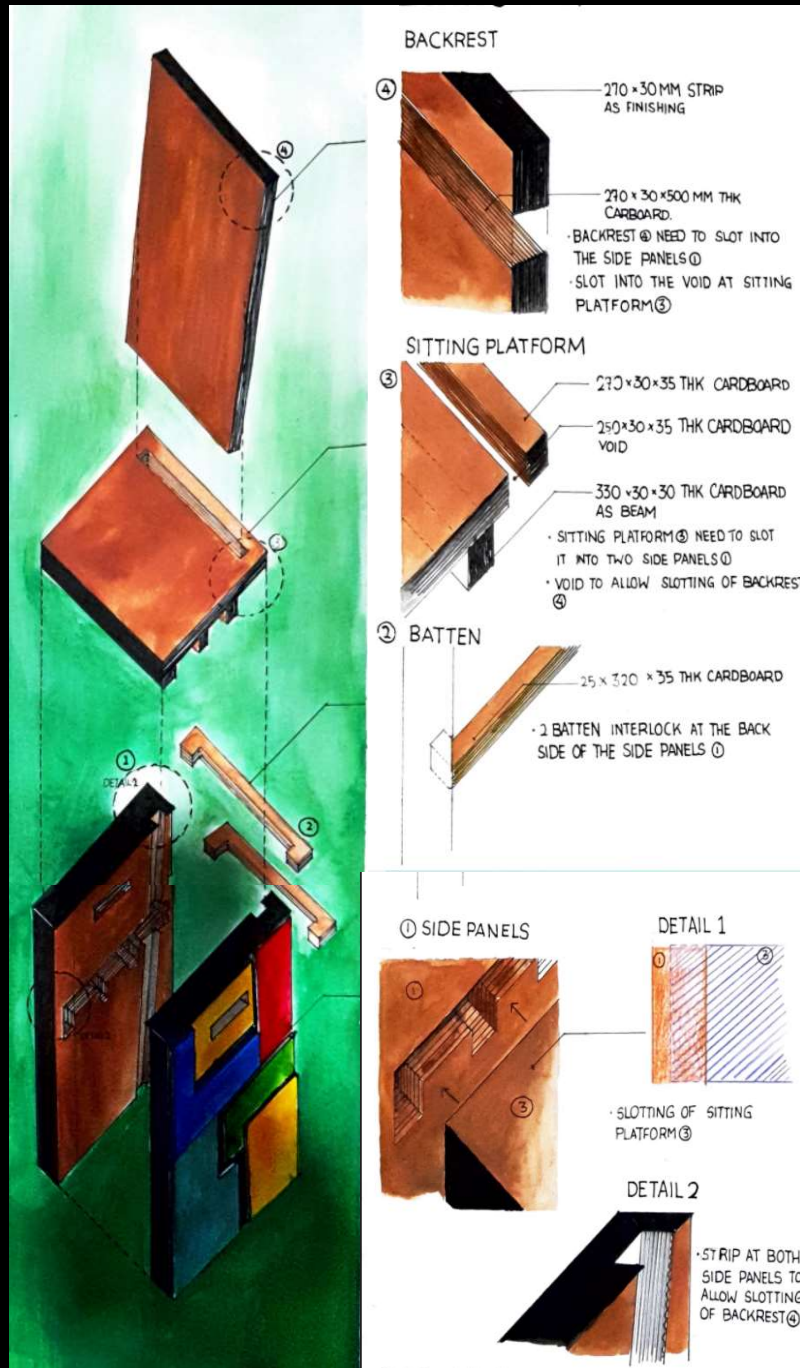 BACKREST
④
270 × 30 MM STRIP
AS FINISHING
270 × 30 × 500 MM THK
CARBOARD.
· BACKREST ④ NEED TO SLOT INTO
THE SIDE PANELS ①
· SLOT INTO THE VOID AT SITTING
PLATFORM ③
SITTING PLATFORM
③
270 × 30 × 35 THK CARDBOARD
250 × 30 × 35 THK CARDBOARD
VOID
330 × 30 × 30 THK CARDBOARD
AS BEAM
· SITTING PLATFORM ③ NEED TO SLOT
IT INTO TWO SIDE PANELS ①
· VOID TO ALLOW SLOTTING OF BACKREST
④
② BATTEN
25 × 320 × 35 THK CARDBOARD
· 2 BATTEN INTERLOCK AT THE BACK
SIDE OF THE SIDE PANELS ①
④
③
①
DETAIL 2
②
① SIDE PANELS
①
③
DETAIL 1
①
③
· SLOTTING OF SITTING
PLATFORM ③
DETAIL 2
· STRIP AT BOTH
SIDE PANELS TO
ALLOW SLOTTING
OF BACKREST ④